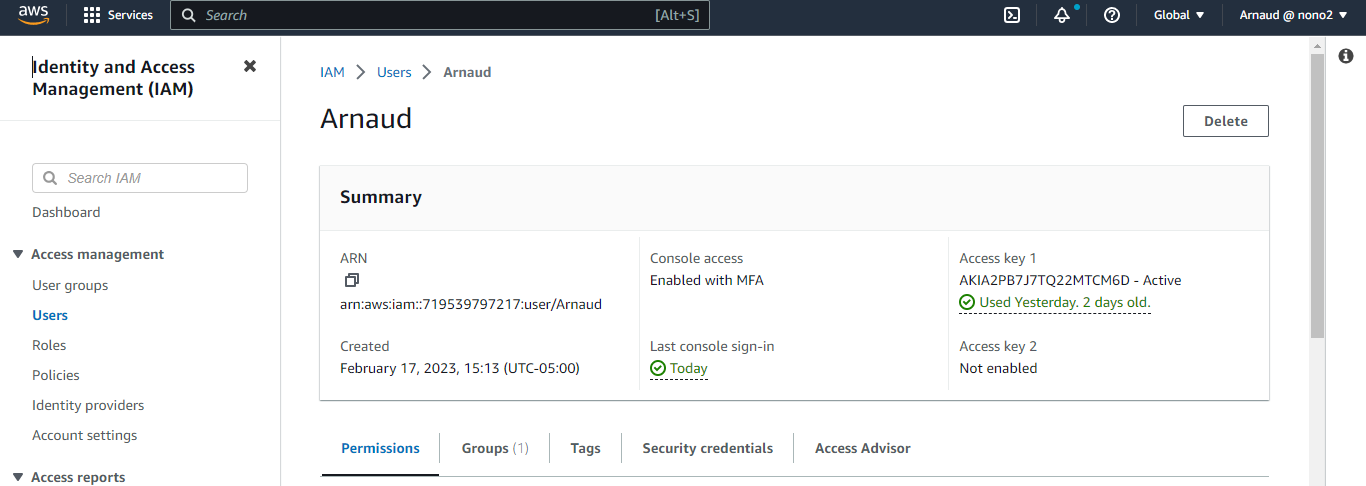 aws
Services
Search
[Alt+S]
Global
Arnaud @ nono2
Identity and Access
Management (IAM)
Search IAM
Dashboard
Access management
User groups
Users
Roles
Policies
Identity providers
Account settings
Access reports
IAM
Users
Arnaud
Arnaud
Delete
Summary
ARN
arn:aws:iam::719539797217:user/Arnaud
Created
February 17, 2023, 15:13 (UTC-05:00)
Console access
Enabled with MFA
Last console sign-in
Today
Access key 1
AKIA2PB7J7TQ22MTCM6D - Active
Used Yesterday. 2 days old.
Access key 2
Not enabled
Permissions
Groups (1)
Tags
Security credentials
Access Advisor